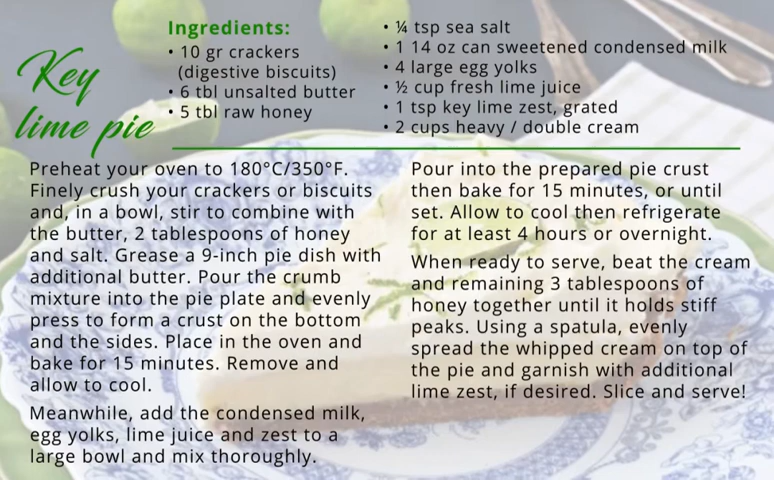 Key
lime pie
Ingredients:
• 10 gr crackers
(digestive biscuits)
• 6 tbl unsalted butter
• 5 tbl raw honey
• ¼ tsp sea salt
• 1 14 oz can sweetened condensed milk
• 4 large egg yolks
• ½ cup fresh lime juice
• 1 tsp key lime zest, grated
• 2 cups heavy / double cream
Preheat your oven to 180°C/350°F.
Finely crush your crackers or biscuits
and, in a bowl, stir to combine with
the butter, 2 tablespoons of honey
and salt. Grease a 9-inch pie dish with
additional butter. Pour the crumb
mixture into the pie plate and evenly
press to form a crust on the bottom
and the sides. Place in the oven and
bake for 15 minutes. Remove and
allow to cool.
Meanwhile, add the condensed milk,
egg yolks, lime juice and zest to a
large bowl and mix thoroughly.
Pour into the prepared pie crust
then bake for 15 minutes, or until
set. Allow to cool then refrigerate
for at least 4 hours or overnight.
When ready to serve, beat the cream
and remaining 3 tablespoons of
honey together until it holds stiff
peaks. Using a spatula, evenly
spread the whipped cream on top of
the pie and garnish with additional
lime zest, if desired. Slice and serve!